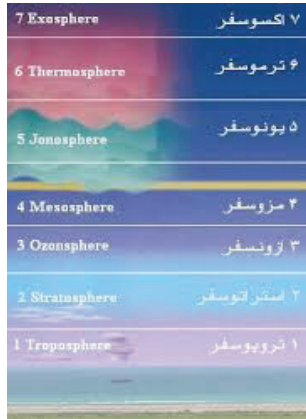 7 Exosphere ۷ اکسوسفر
6 Thermosphere ۶ ترموسفر
5 Jonosphere ۵ یونوسفر
4 Mesosphere ۴ مزوسفر
3 Ozonsphere ۳ ازونسفر
2 Stratosphere ۲ استراتوسفر
1 Troposphere ۱ تروپوسفر